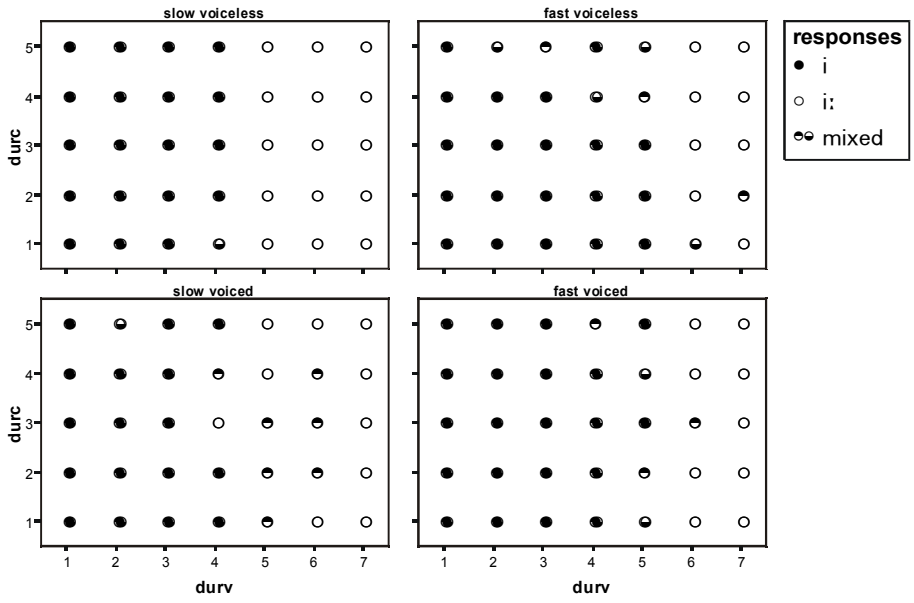 slow voiceless
fast voiceless
durc
5
4
3
2
1
responses
i
iː
mixed
slow voiced
fast voiced
durc
5
4
3
2
1
1 2 3 4 5 6 7
1 2 3 4 5 6 7
durv
durv